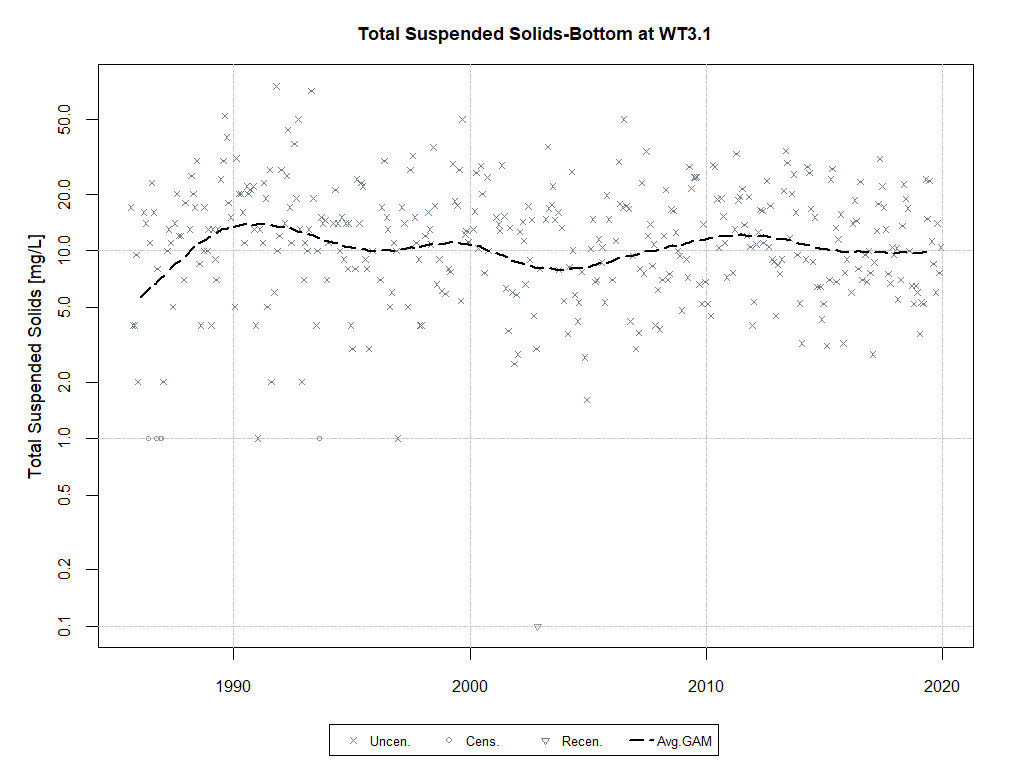 Total Suspended Solids-Bottom at WT3.1
Total Suspended Solids [mg/L]
50.0
20.0
10.0
5.0
2.0
1.0
0.5
0.2
0.1
1990 2000 2010 2020
Uncen. Cens. Recen. Avg.GAM